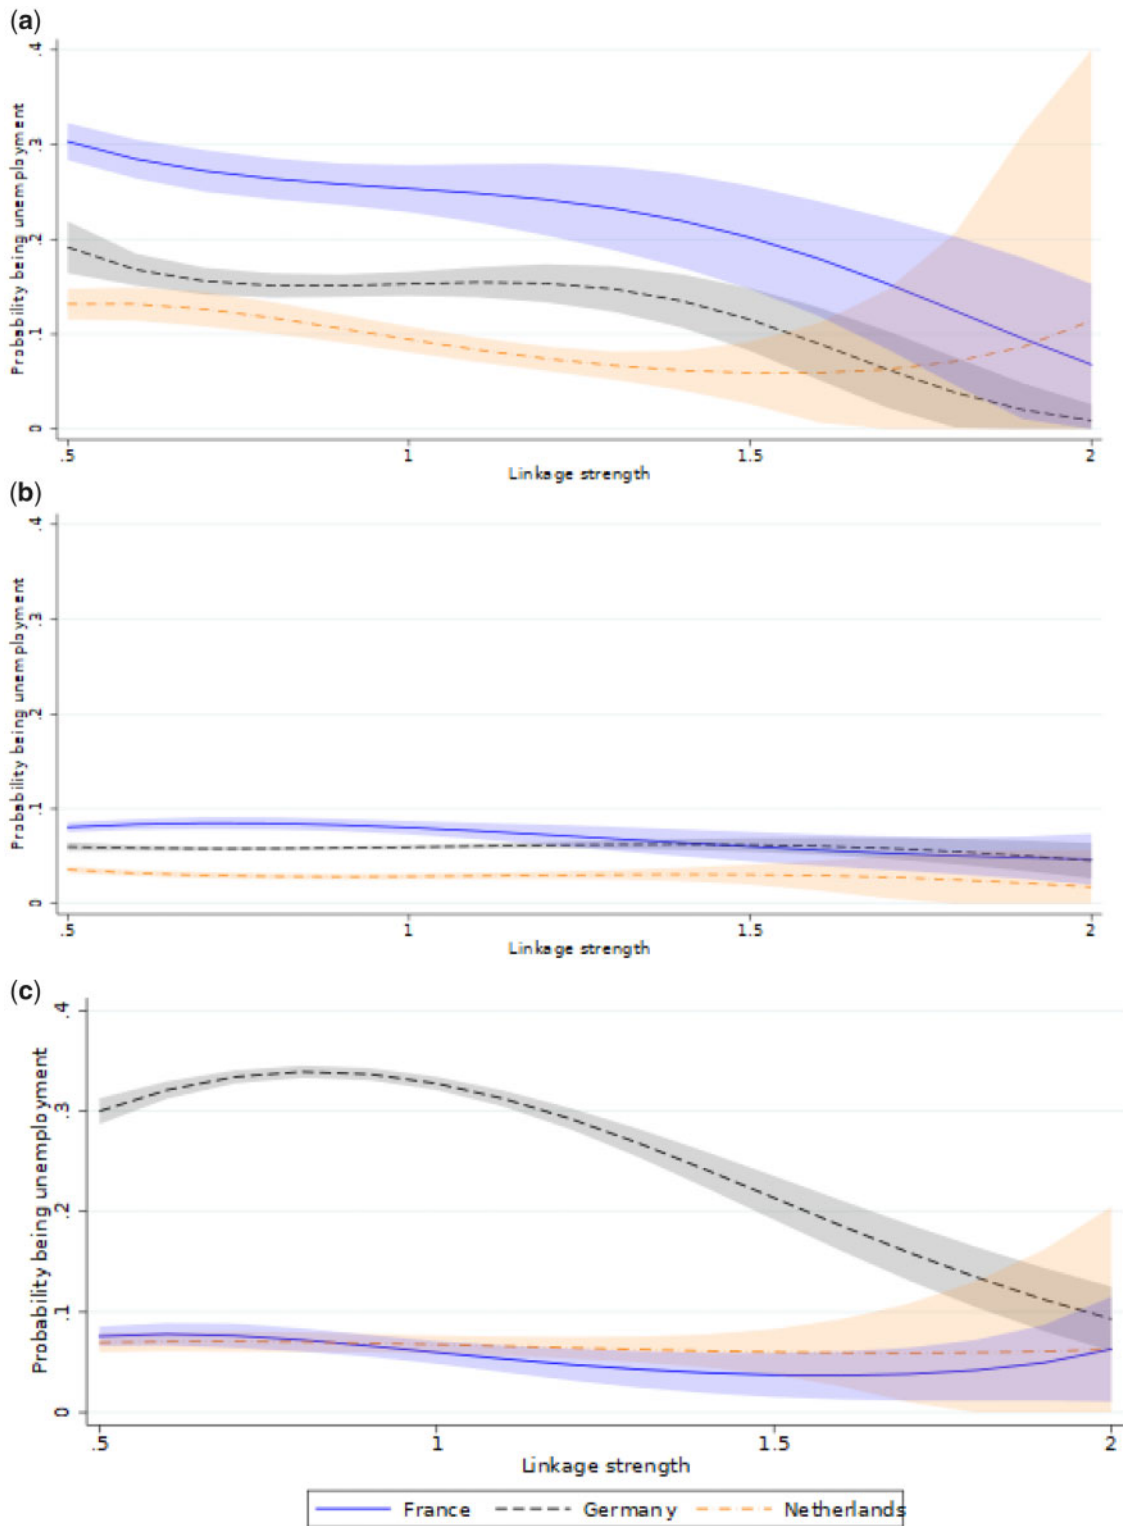 (a)
Probability being unemployment
.4
.3
.2
.1
0
.5 1 1.5 2
Linkage strength
(b)
Probability being unemployment
.4
.3
.2
.1
0
.5 1 1.5 2
Linkage strength
(c)
Probability being unemployment
.4
.3
.2
.1
0
.5 1 1.5 2
Linkage strength
France Germany Netherlands